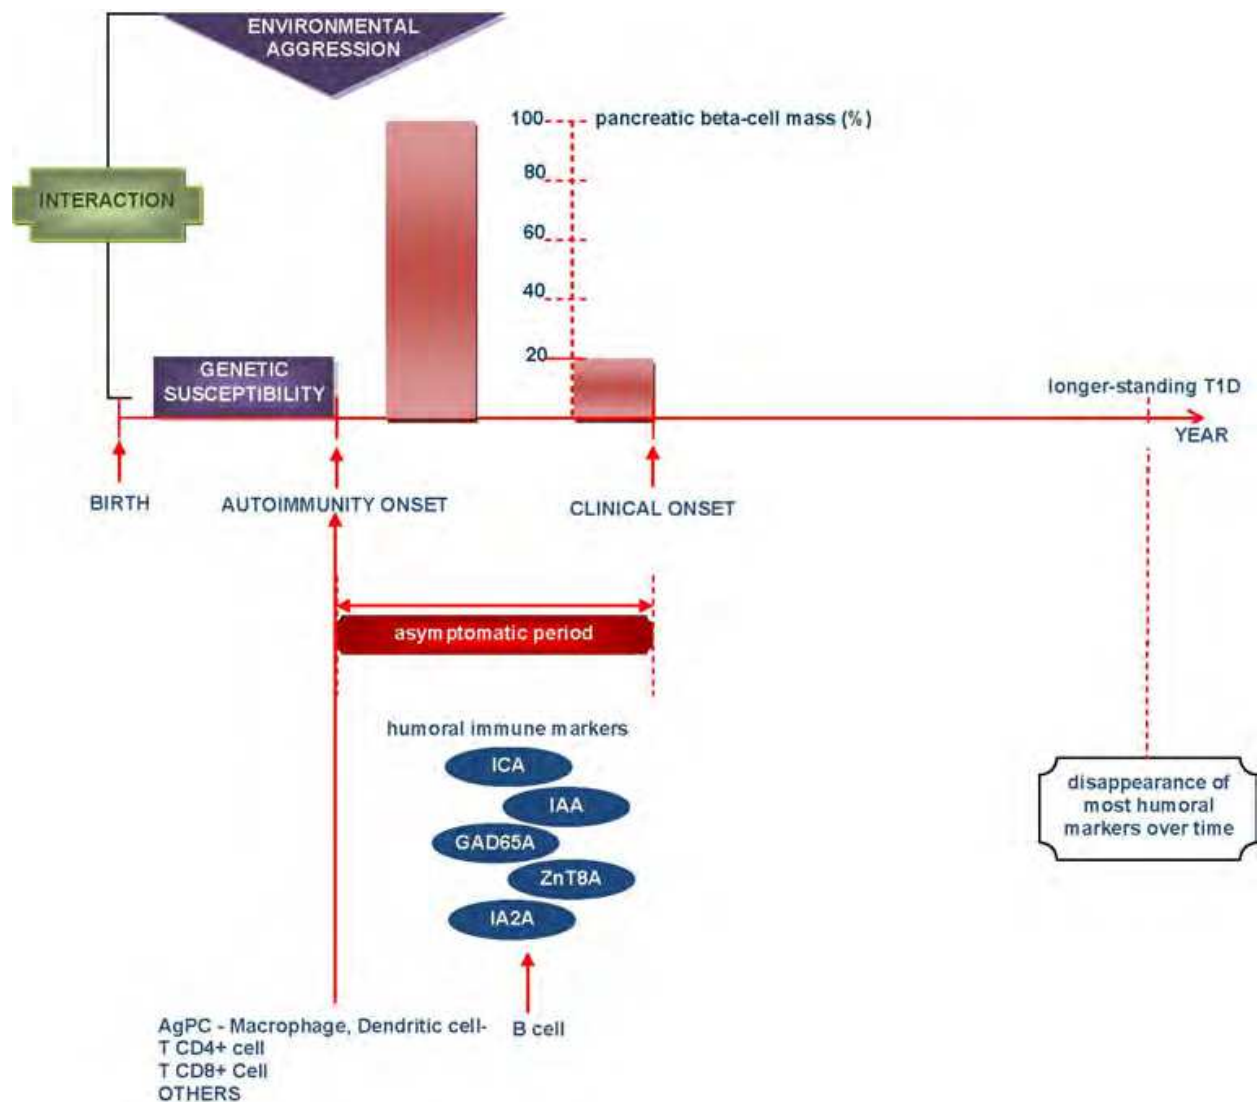 ENVIRONMENTAL
AGGRESSION
100
pancreatic beta-cell mass (%)
80
INTERACTION
60
40
20
GENETIC
SUSCEPTIBILITY
longer-standing T1D
YEAR
BIRTH
AUTOIMMUNITY ONSET
CLINICAL ONSET
asymptomatic period
humoral immune markers
ICA
IAA
GAD65A
ZnT8A
IA2A
disappearance of
most humoral
markers over time
AgPC - Macrophage, Dendritic cell-
T CD4+ cell
T CD8+ Cell
OTHERS
B cell